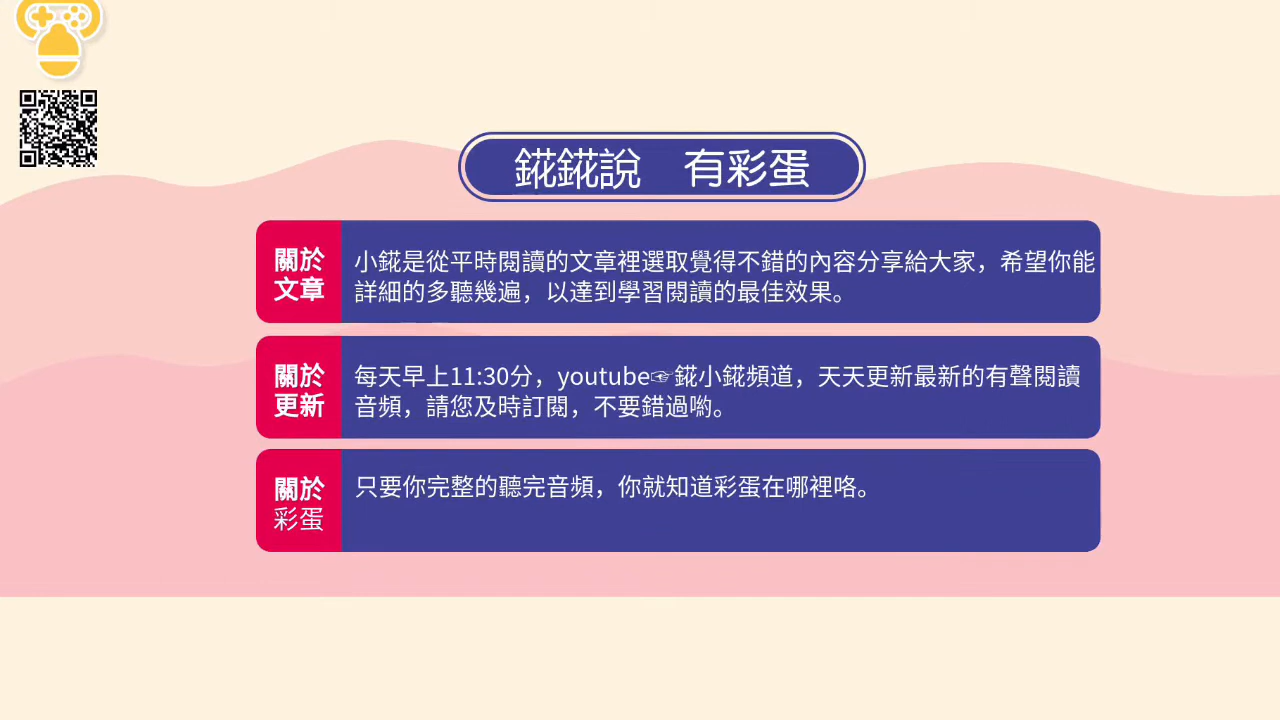 錵錵說 有彩蛋
關於
文章
小錵是從平時閱讀的文章裡選取覺得不錯的內容分享給大家，希望你能
詳細的多聽幾遍，以達到學習閱讀的最佳效果。
關於
更新
每天早上11:30分，youtube☞錵小錵頻道，天天更新最新的有聲閱讀
音頻，請您及時訂閱，不要錯過喲。
關於
彩蛋
只要你完整的聽完音頻，你就知道彩蛋在哪裡咯。